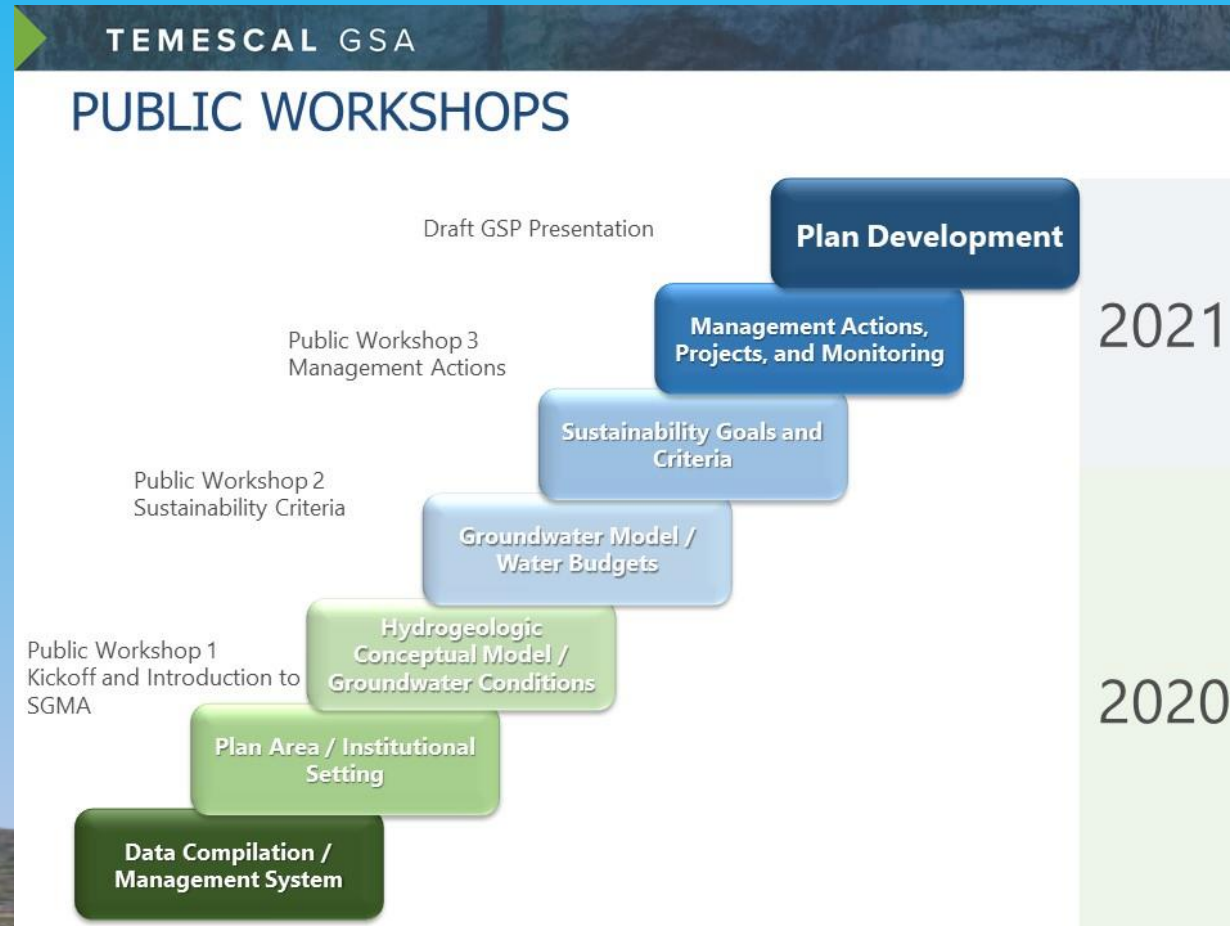 TEMESCAL GSA
PUBLIC WORKSHOPS
Draft GSP Presentation
Plan Development
2021
Public Workshop 3
Management Actions
Management Actions,
Projects, and Monitoring
Sustainability Goals and
Criteria
Public Workshop 2
Sustainability Criteria
Groundwater Model /
Water Budgets
Public Workshop 1
Kickoff and Introduction to
SGMA
Hydrogeologic
Conceptual Model /
Groundwater Conditions
2020
Plan Area / Institutional
Setting
Data Compilation /
Management System